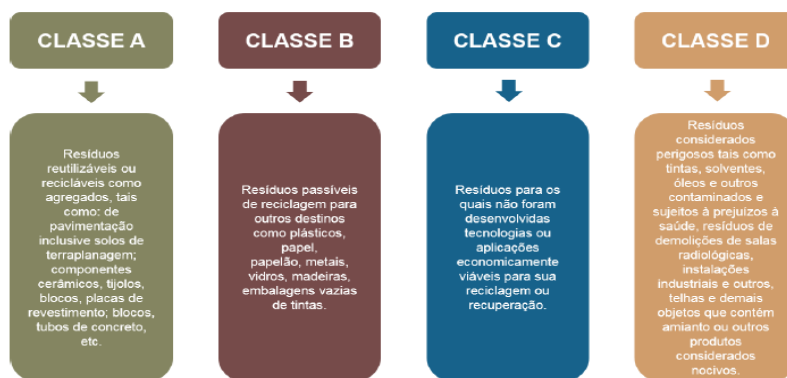 CLASSE A
Resíduos
reutilizáveis ou
recicláveis como
agregados, tais
como: de
pavimentação
inclusive solos de
terraplanagem;
componentes
cerâmicos, tijolos,
blocos, placas de
revestimento; blocos,
tubos de concreto,
etc.
CLASSE B
Resíduos passíveis
de reciclagem para
outros destinos
como plásticos,
papel,
papelão, metais,
vidros, madeiras,
embalagens vazias
de tintas.
CLASSE C
Resíduos para os
quais não foram
desenvolvidas
tecnologias ou
aplicações
economicamente
viáveis para sua
reciclagem ou
recuperação.
CLASSE D
Resíduos
considerados
perigosos tais como
tintas, solventes,
óleos e outros
contaminados e
sujeitos à prejuízos à
saúde, resíduos de
demolições de salas
radiológicas,
instalações
industriais e outros,
telhas e demais
objetos que contém
amianto ou outros
produtos
considerados
nocivos.